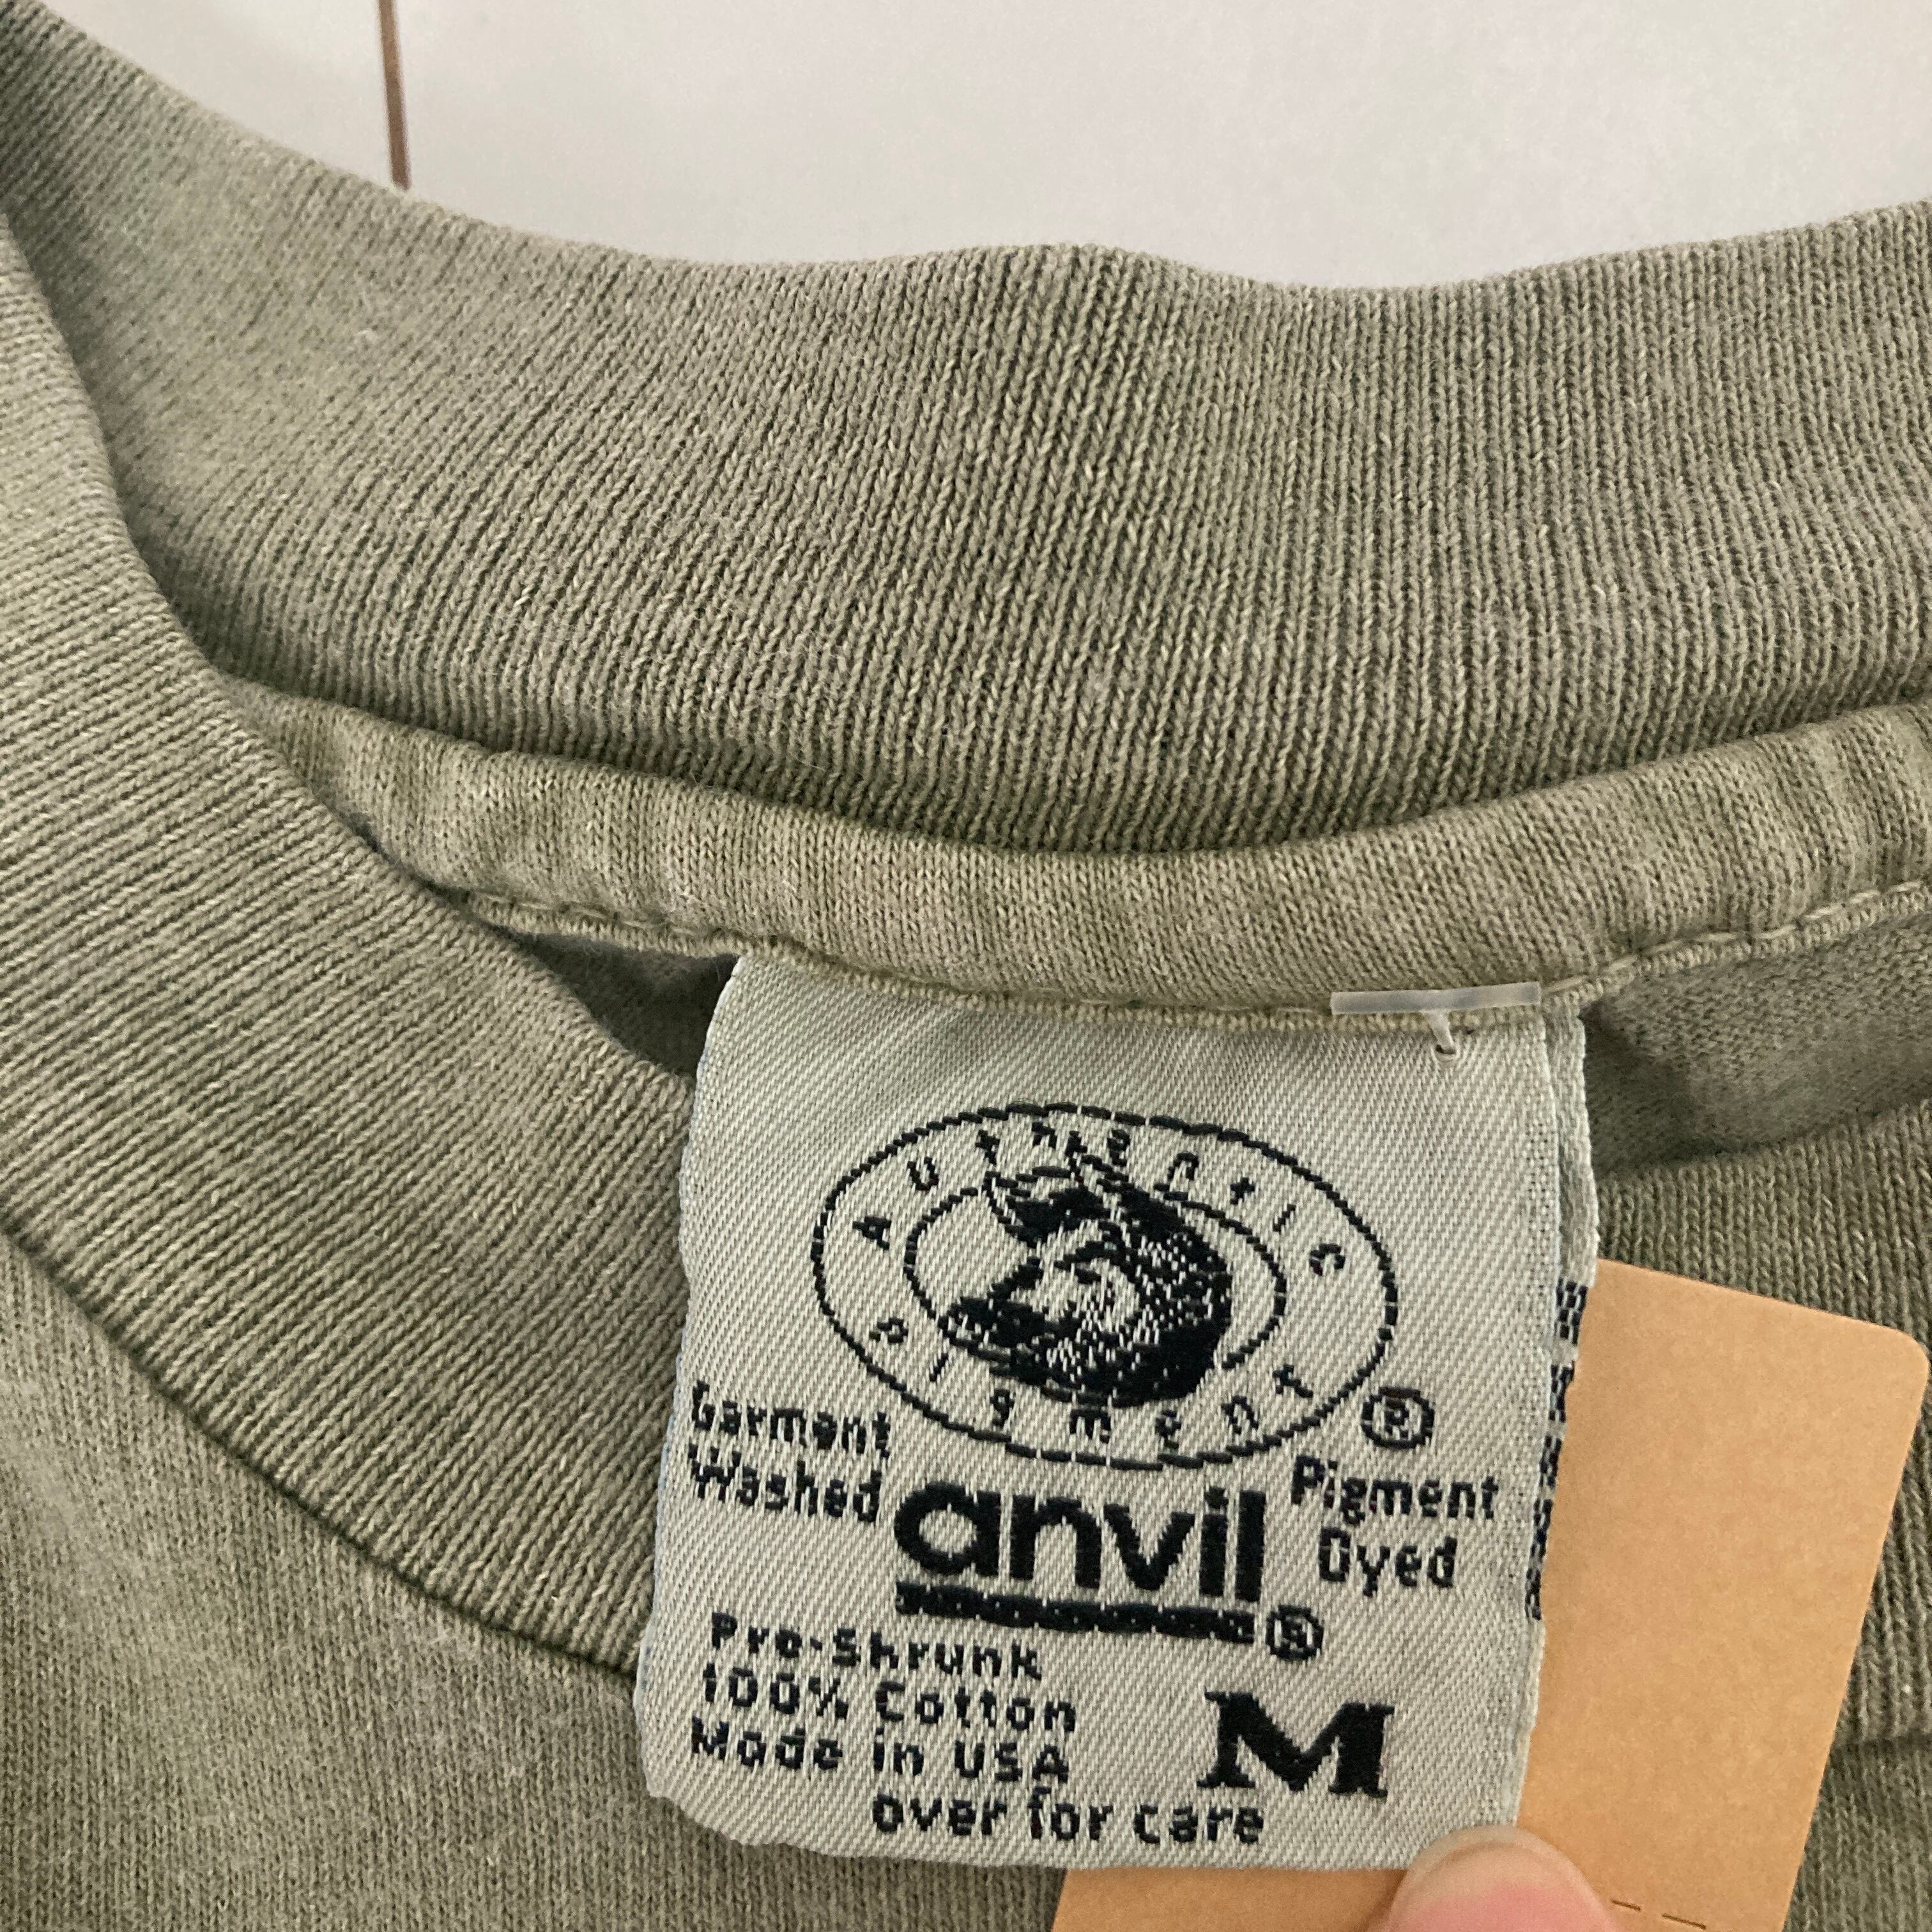 Authentic
pigment
®
Garment
Washed
anvil
®
Pigment
Dyed
Pre-Shrunk
100% Cotton
Made in USA
M
over for care